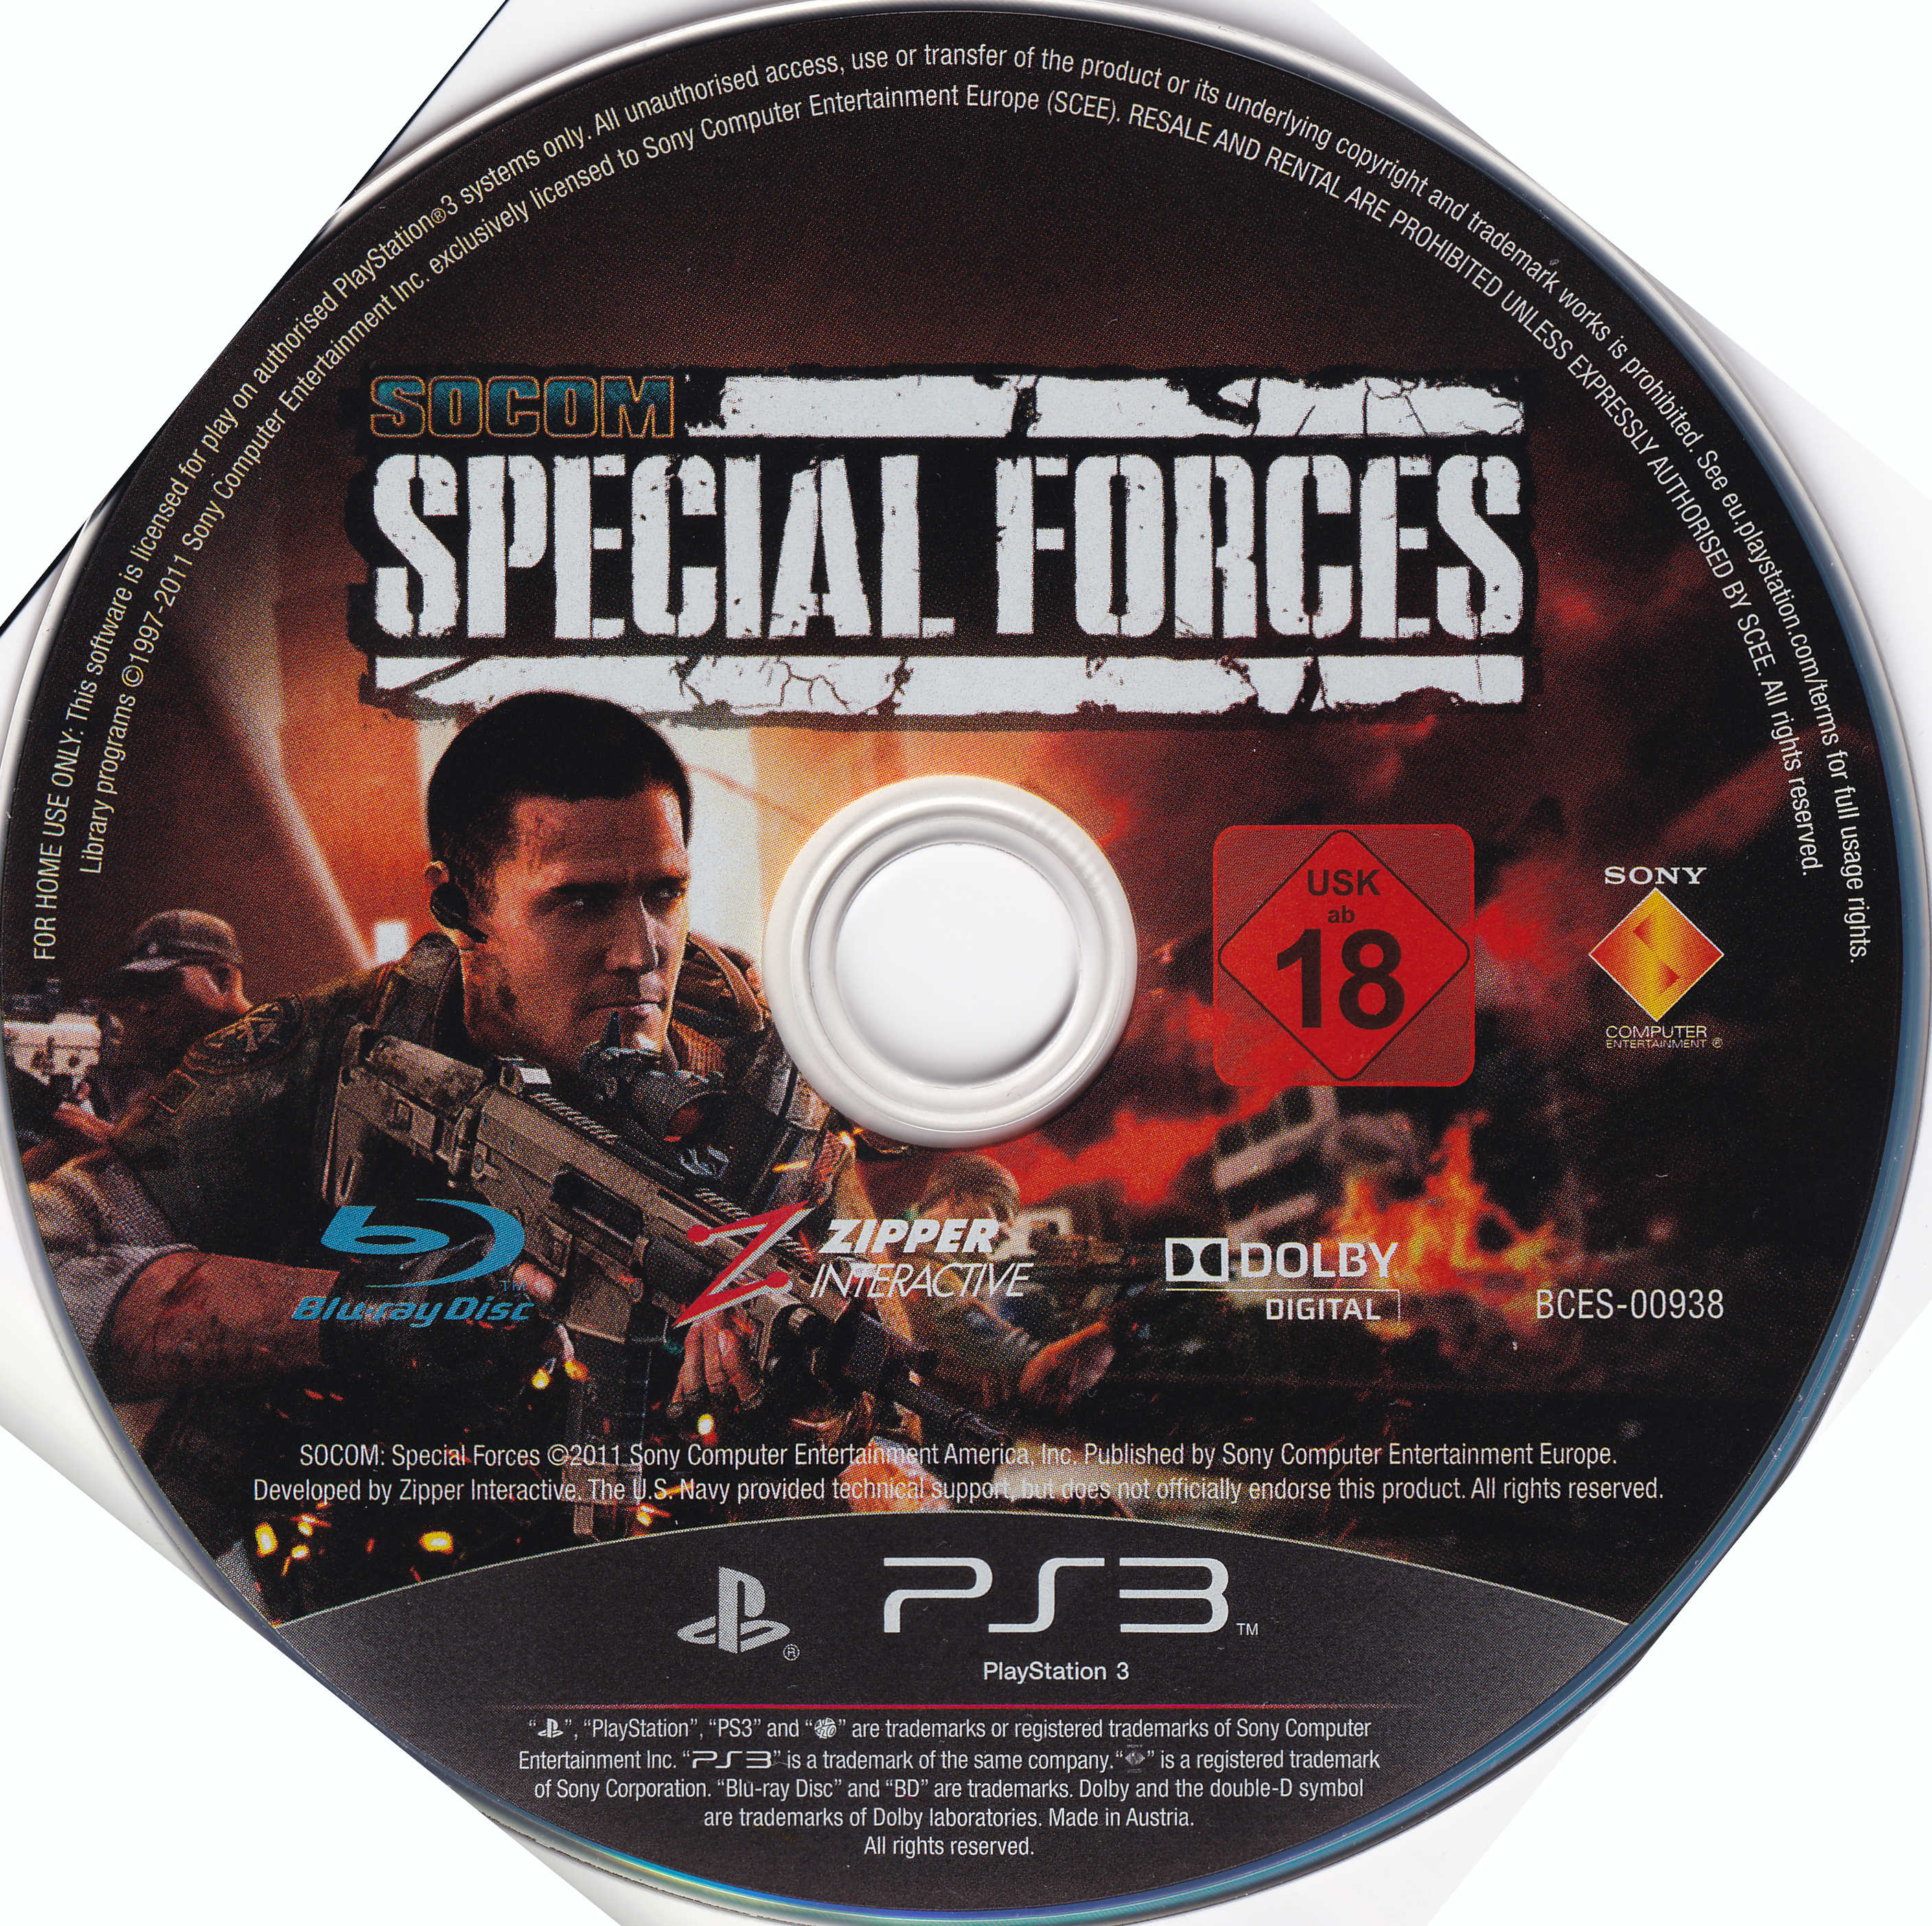 FOR HOME USE ONLY: This software is licensed for play on authorised PlayStation®3 systems only. All unauthorised access, use or transfer of the product or its underlying copyright and trademark works is prohibited. See eu.playstation.com/terms for full usage rights.
Library programs ©1997-2011 Sony Computer Entertainment Inc. exclusively licensed to Sony Computer Entertainment Europe (SCEE). RESALE AND RENTAL ARE PROHIBITED UNLESS EXPRESSLY AUTHORISED BY SCEE. All rights reserved.
SOCOM
SPECIAL FORCES
USK
ab
18
SONY
COMPUTER
ENTERTAINMENT ®
Blu-ray Disc ™
ZIPPER
INTERACTIVE
DOLBY
DIGITAL
BCES-00938
SOCOM: Special Forces ©2011 Sony Computer Entertainment America, Inc. Published by Sony Computer Entertainment Europe.
Developed by Zipper Interactive. The U.S. Navy provided technical support, but does not officially endorse this product. All rights reserved.
® PS3 ™
PlayStation 3
“ ”, “PlayStation”, “PS3” and “ ” are trademarks or registered trademarks of Sony Computer
Entertainment Inc. “PS3” is a trademark of the same company. “ ” is a registered trademark
of Sony Corporation. “Blu-ray Disc” and “BD” are trademarks. Dolby and the double-D symbol
are trademarks of Dolby laboratories. Made in Austria.
All rights reserved.